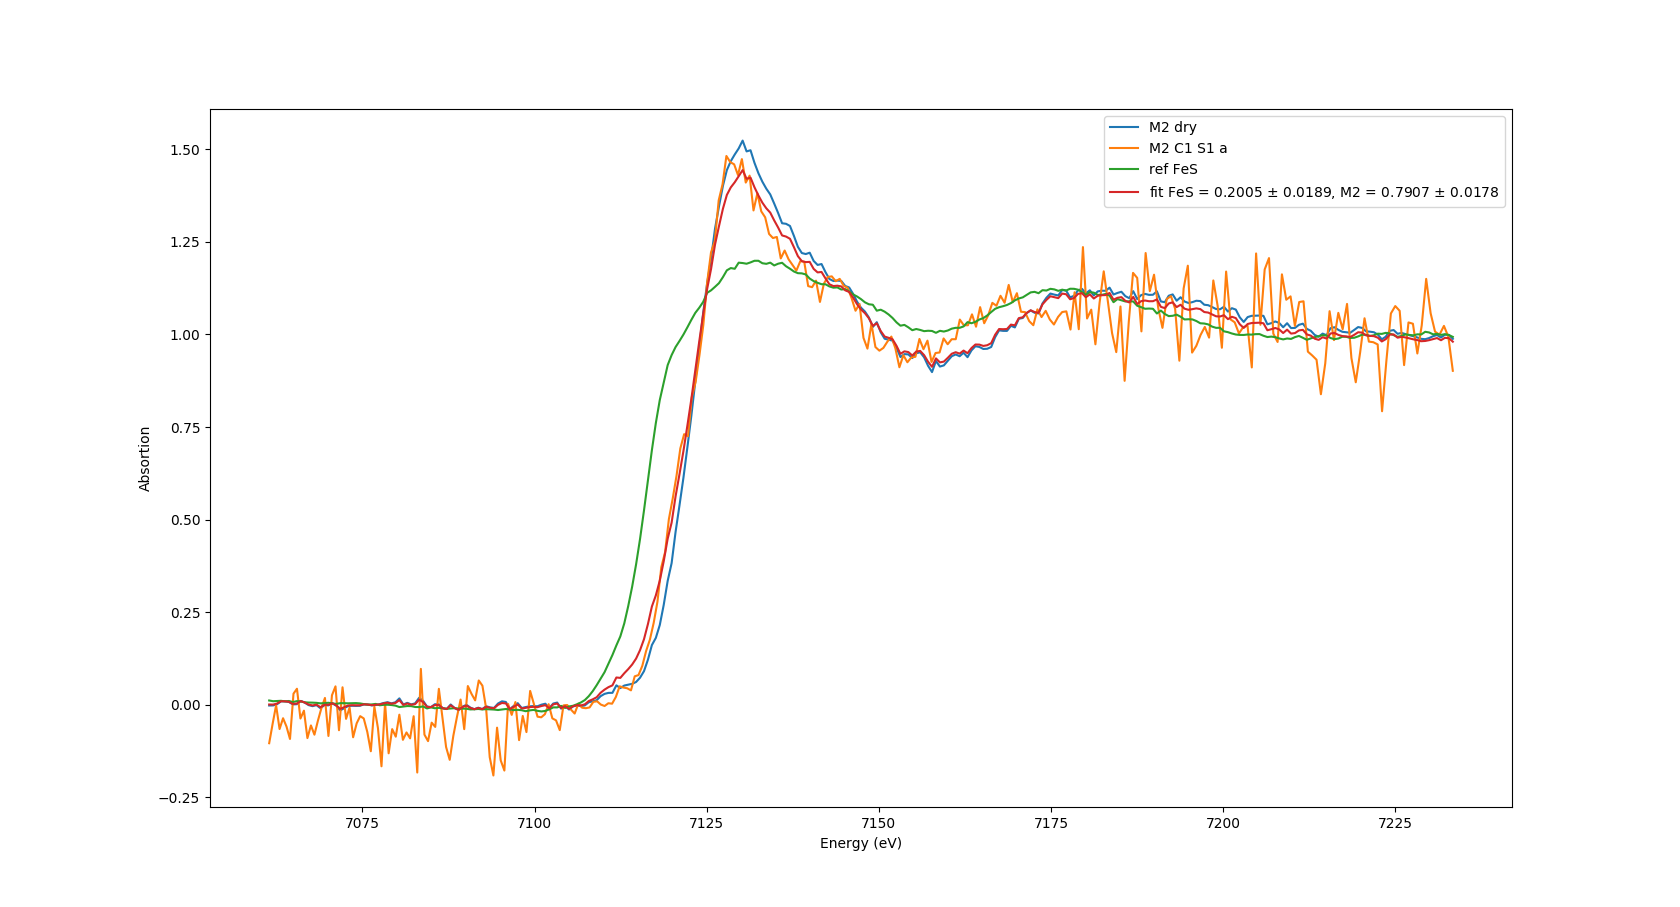 M2 dry
M2 C1 S1 a
ref FeS
fit FeS = 0.2005 ± 0.0189, M2 = 0.7907 ± 0.0178
1.50
1.25
1.00
0.75
0.50
0.25
0.00
−0.25
Absortion
7075
7100
7125
7150
7175
7200
7225
Energy (eV)